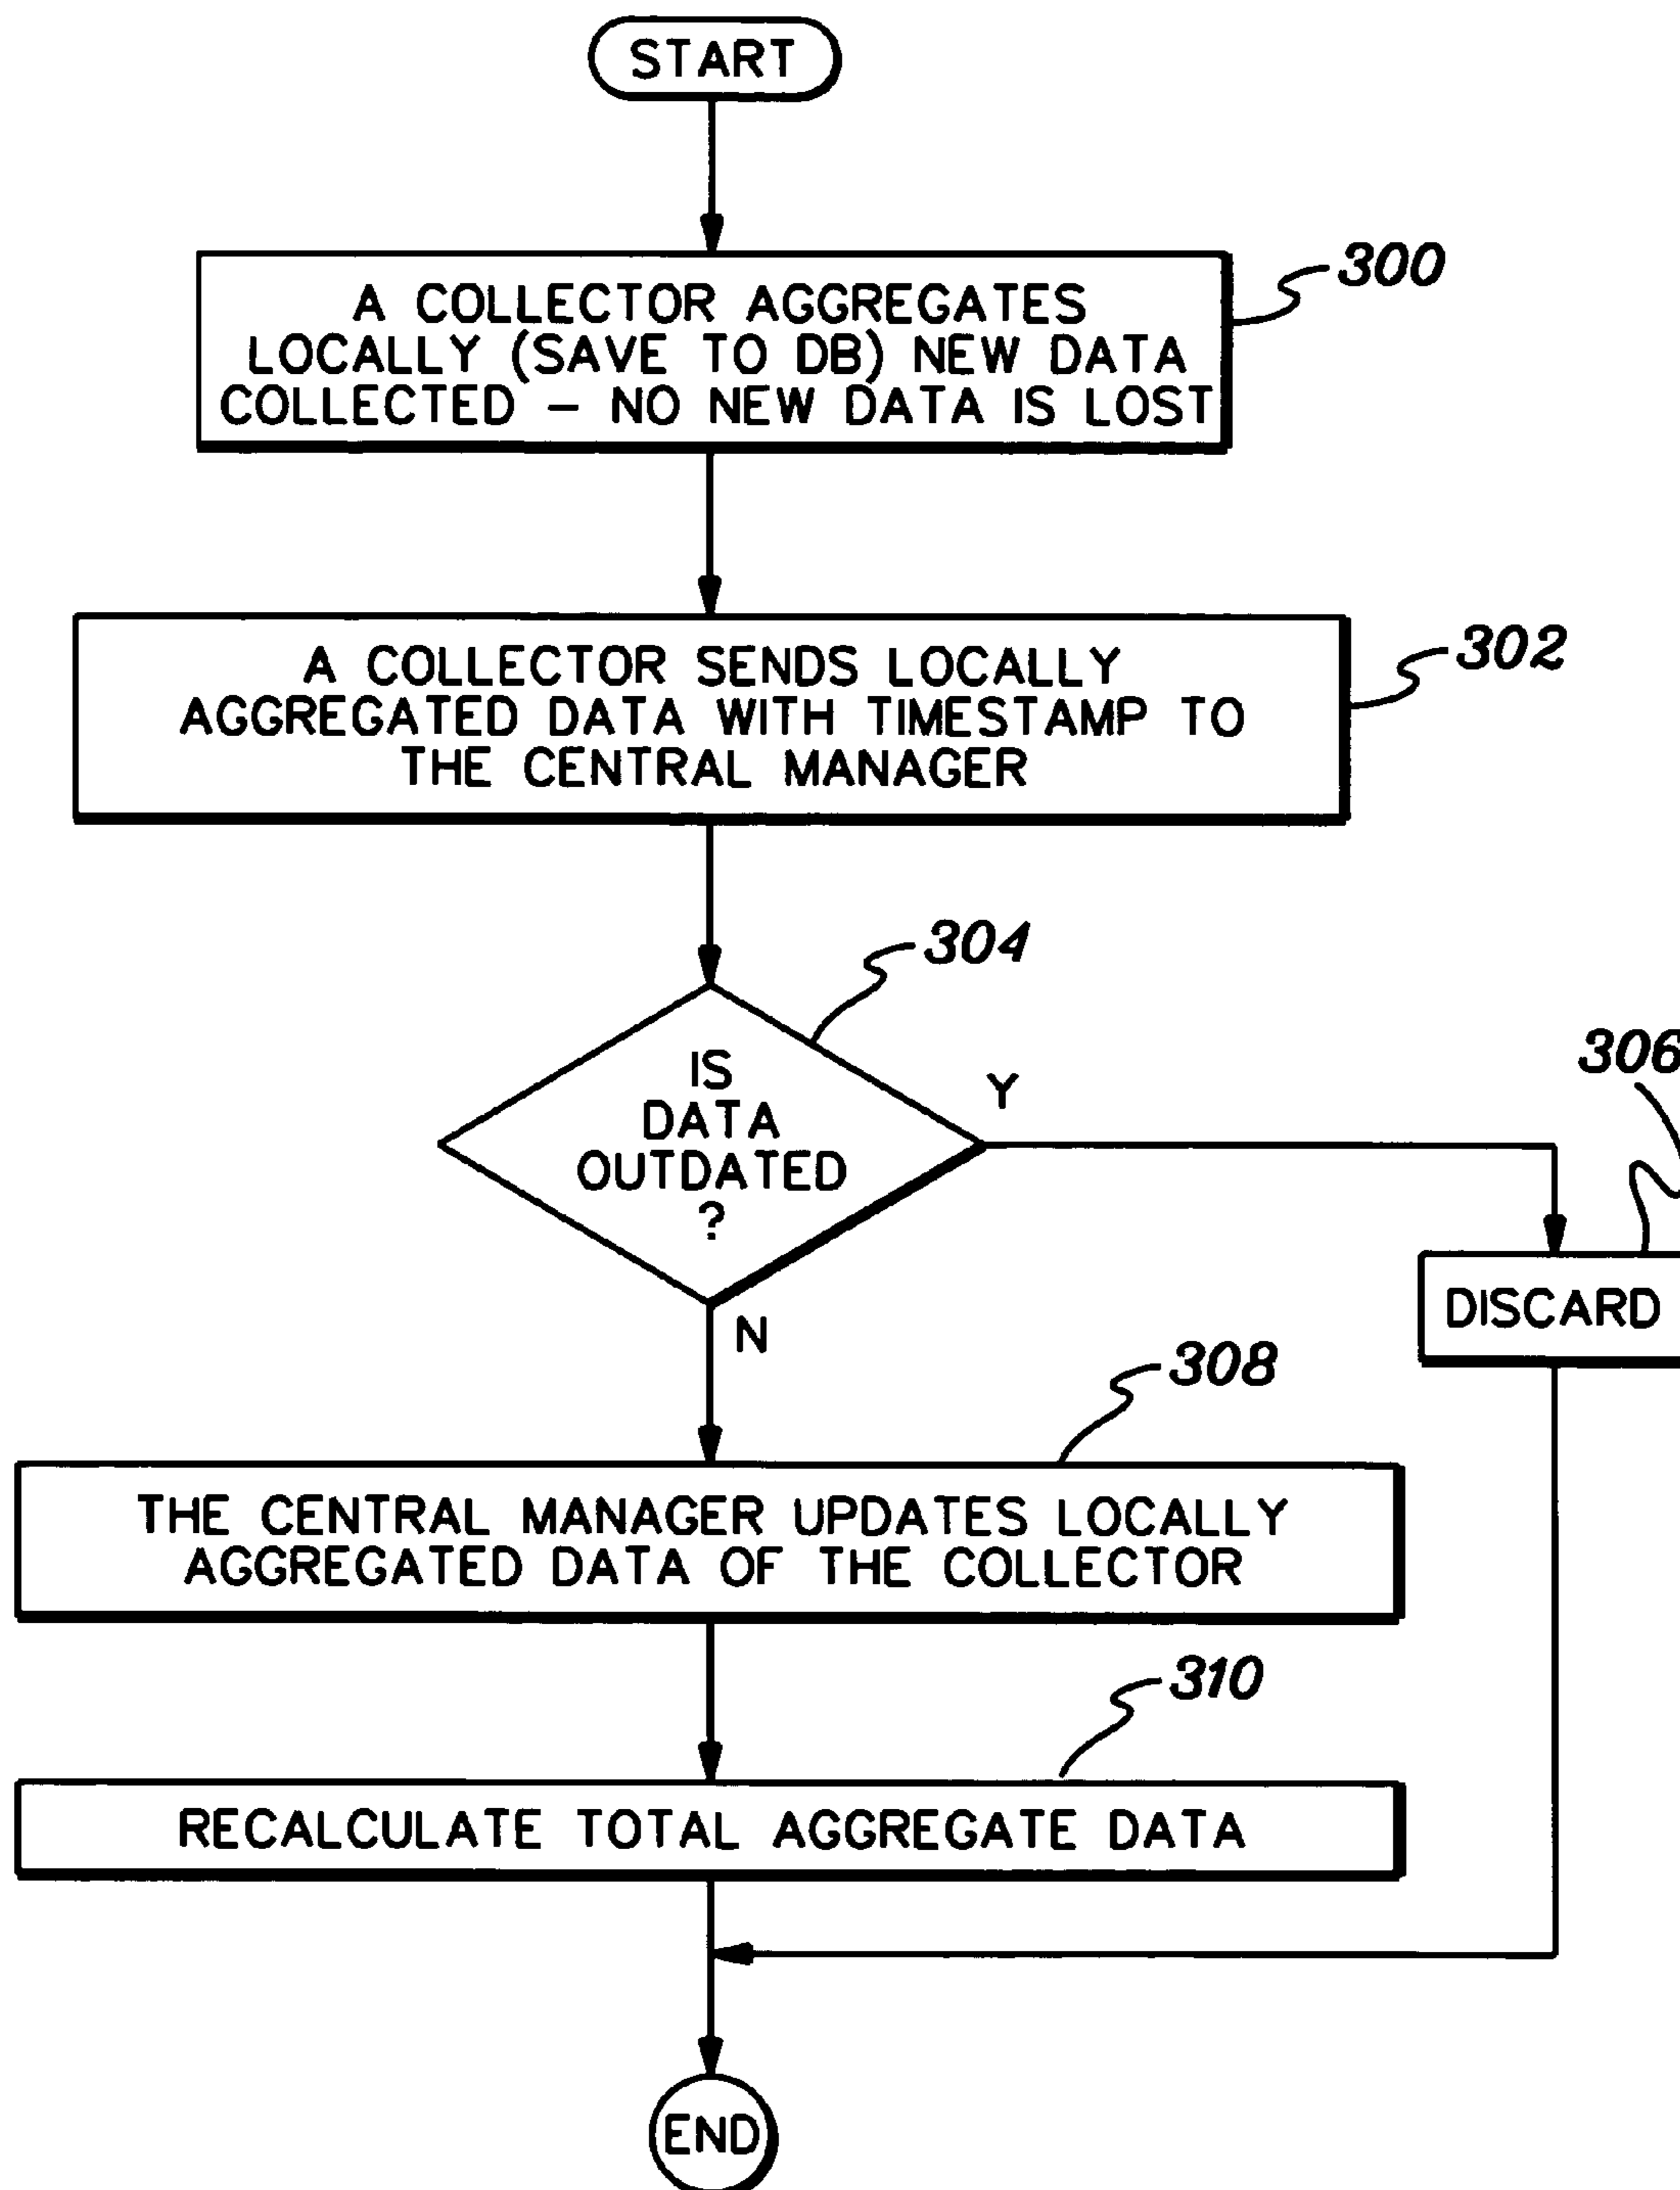 START
300
A COLLECTOR AGGREGATES
LOCALLY (SAVE TO DB) NEW DATA
COLLECTED – NO NEW DATA IS LOST
302
A COLLECTOR SENDS LOCALLY
AGGREGATED DATA WITH TIMESTAMP TO
THE CENTRAL MANAGER
304
IS
DATA
OUTDATED
?
Y
306
DISCARD
N
308
THE CENTRAL MANAGER UPDATES LOCALLY
AGGREGATED DATA OF THE COLLECTOR
310
RECALCULATE TOTAL AGGREGATE DATA
END